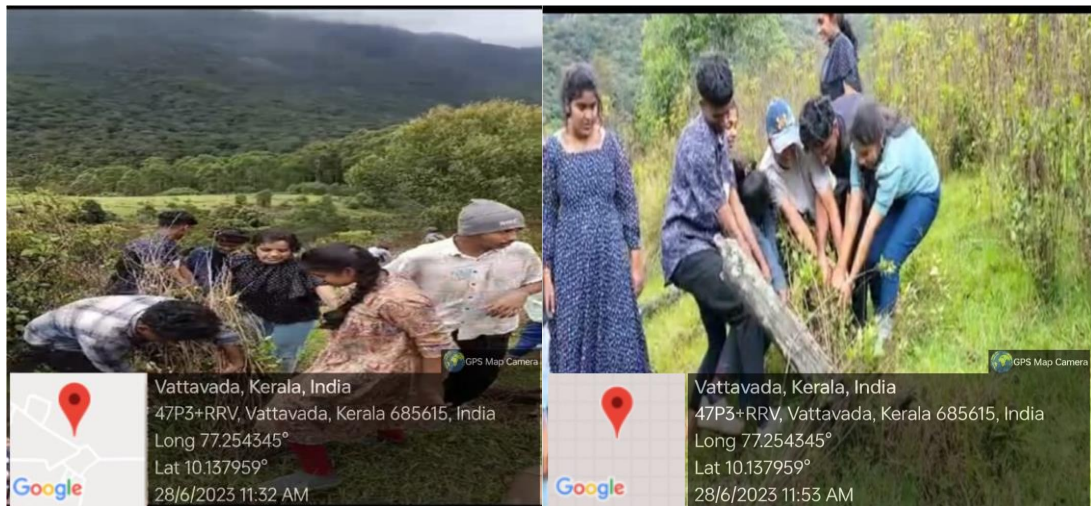 GPS Map Camera
Vattavada, Kerala, India
47P3+RRV, Vattavada, Kerala 685615, India
Long 77.254345°
Lat 10.137959°
28/6/2023 11:32 AM
Google
GPS Map Camera
Vattavada, Kerala, India
47P3+RRV, Vattavada, Kerala 685615, India
Long 77.254345°
Lat 10.137959°
28/6/2023 11:53 AM
Google